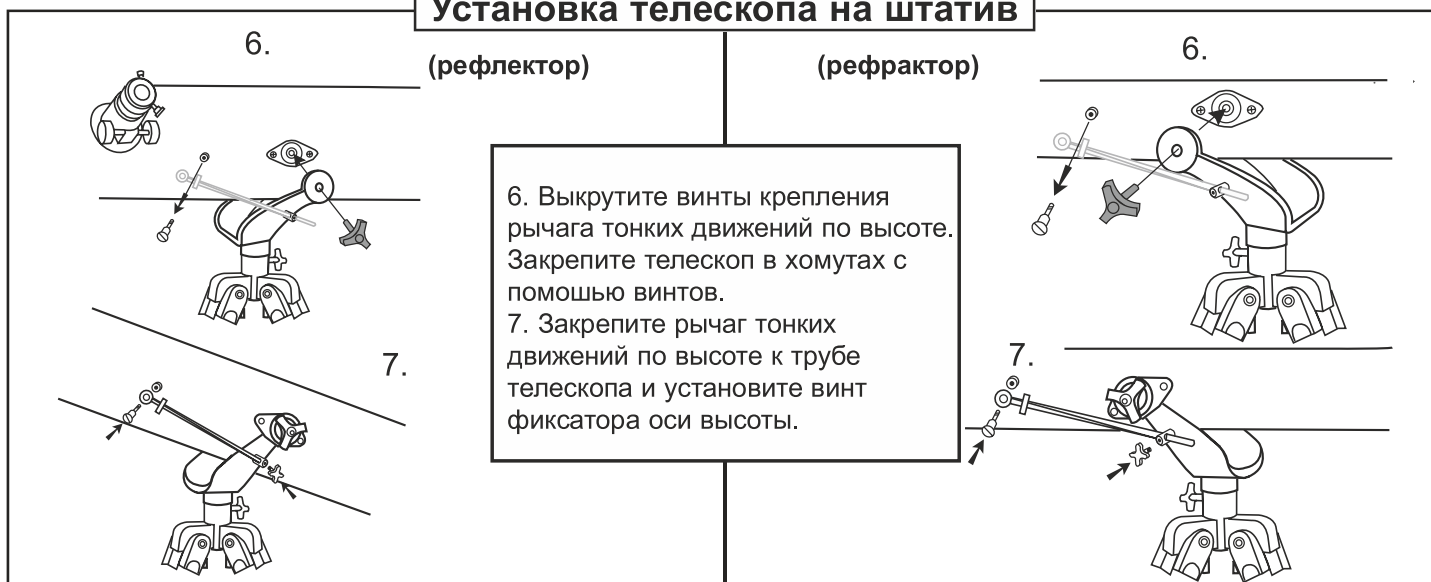 Установка телескопа на штатив
6.
(рефлектор)
(рефрактор)
6.
6. Выкрутите винты крепления
рычага тонких движений по высоте.
Закрепите телескоп в хомутах с
помошью винтов.
7. Закрепите рычаг тонких
движений по высоте к трубе
телескопа и установите винт
фиксатора оси высоты.
7.
7.